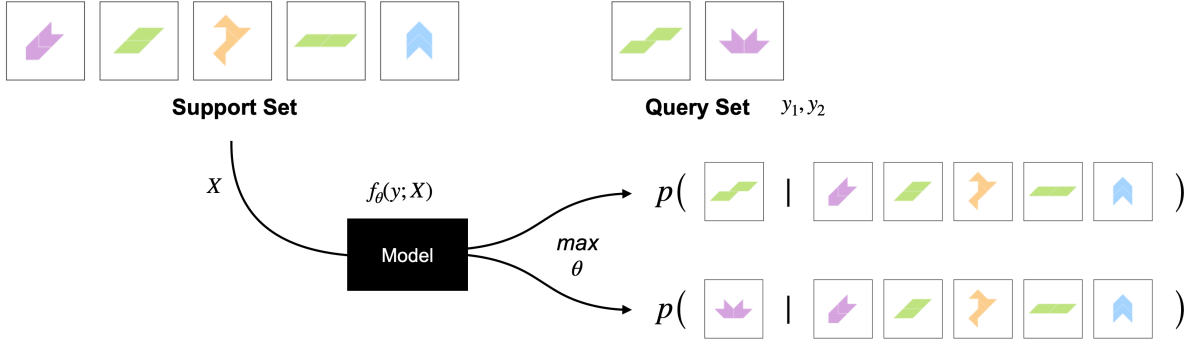 Support Set
Query Set y₁, y₂
X
f_θ(y; X)
Model
max
θ
p( | )
p( | )